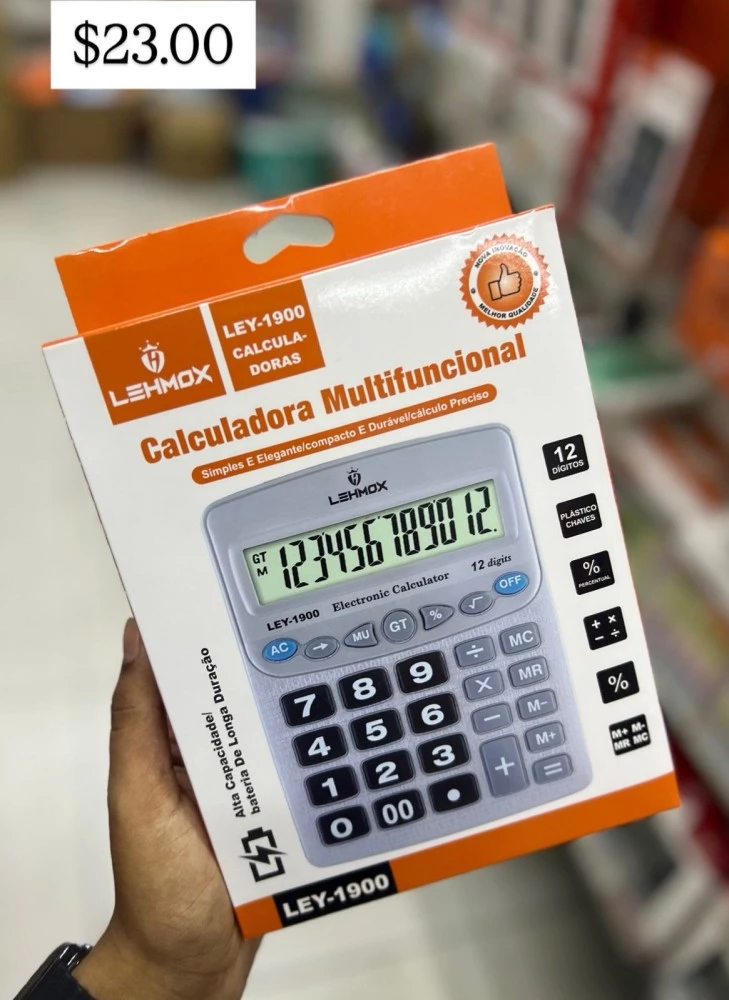 $23.00
NOVA INOVAÇÃO
MELHOR QUALIDADE
LEHMOX
LEY-1900
CALCULA-
DORAS
Calculadora Multifuncional
Simples E Elegante/compacto E Durável/cálculo Preciso
LEHMOX
GT
M
123456789012.
LEY-1900 Electronic Calculator 12 digits
AC → MU GT % √ OFF
7 8 9 ÷ MC
4 5 6 × MR
1 2 3 − M−
0 00 • + M+
=
12
DÍGITOS
PLÁSTICO
CHAVES
%
PERCENTUAL
+ ×
− ÷
%
M+ M-
MR MC
Alta Capacidade/
bateria De Longa Duração
LEY-1900